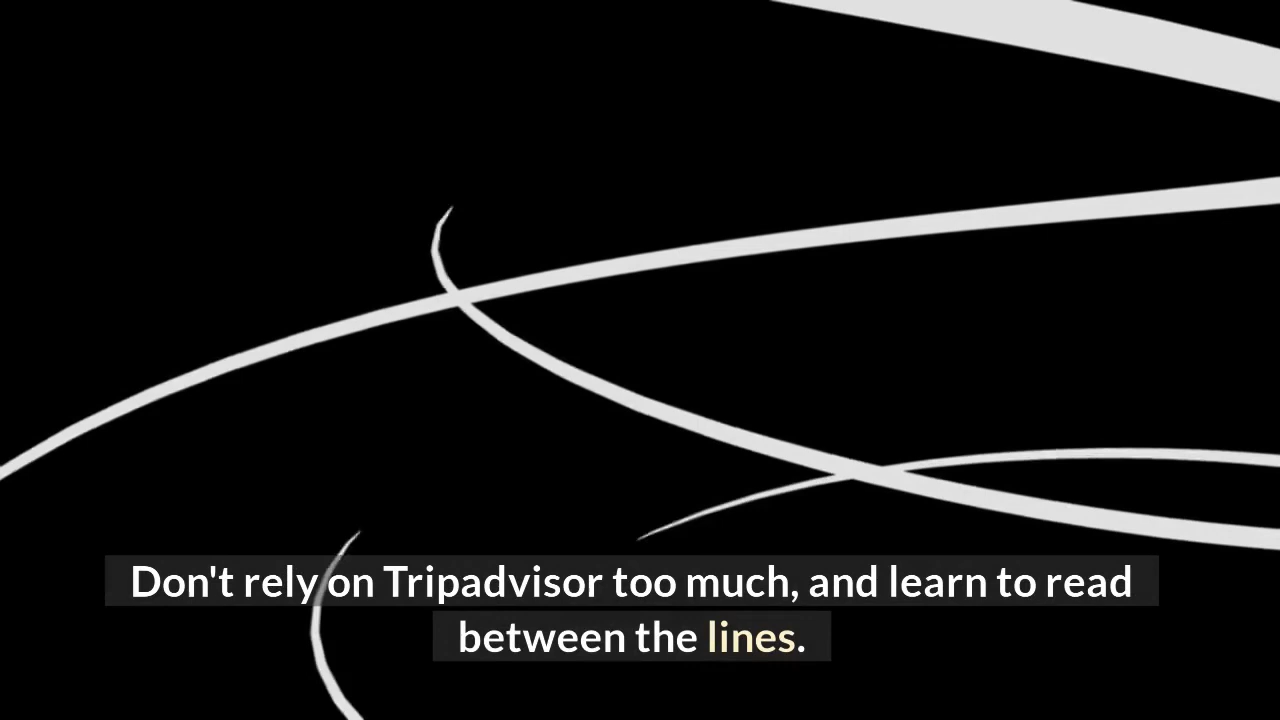 Don't rely on Tripadvisor too much, and learn to read
between the lines.